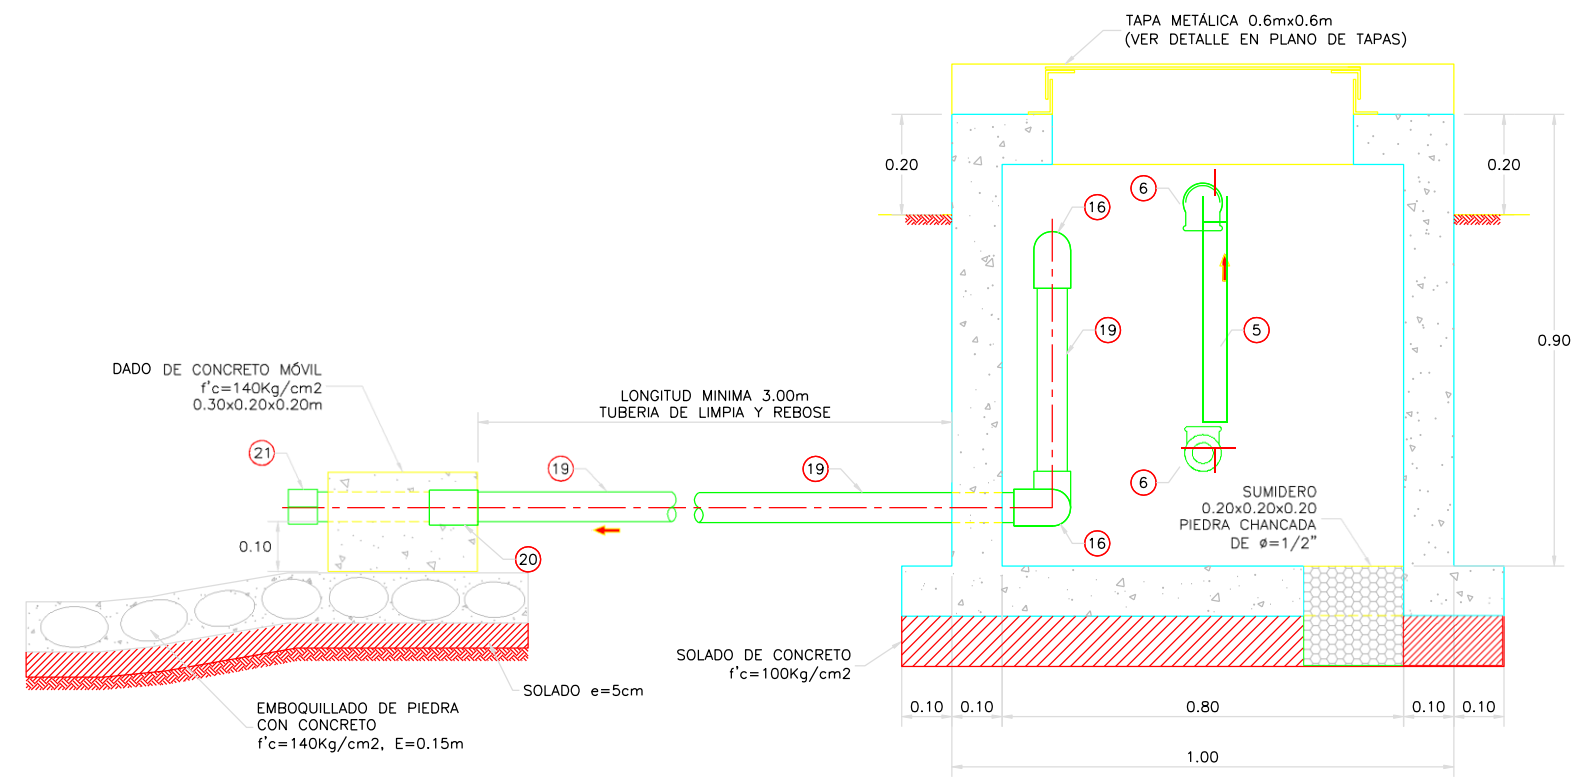 TAPA METÁLICA 0.6mx0.6m
(VER DETALLE EN PLANO DE TAPAS)
0.20
0.20
6
16
19
5
0.90
DADO DE CONCRETO MÓVIL
f'c=140Kg/cm2
0.30x0.20x0.20m
LONGITUD MINIMA 3.00m
TUBERIA DE LIMPIA Y REBOSE
21
19
19
6
SUMIDERO
0.20x0.20x0.20
PIEDRA CHANCADA
DE ø=1/2"
0.10
20
16
SOLADO DE CONCRETO
f'c=100Kg/cm2
SOLADO e=5cm
EMBOQUILLADO DE PIEDRA
CON CONCRETO
f'c=140Kg/cm2, E=0.15m
0.10
0.10
0.80
0.10
0.10
1.00